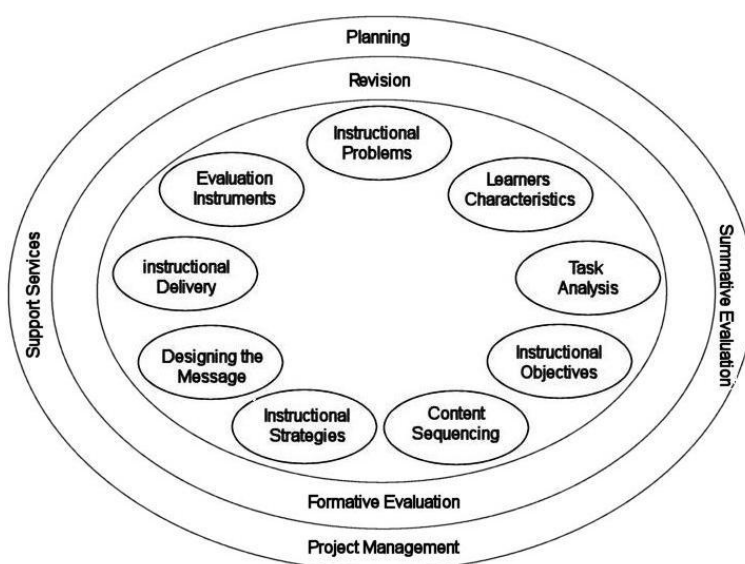 Planning
Revision
Instructional
Problems
Evaluation
Instruments
Learners
Characteristics
instructional
Delivery
Task
Analysis
Support Services
Summative Evaluation
Designing the
Message
Instructional
Objectives
Instructional
Strategies
Content
Sequencing
Formative Evaluation
Project Management